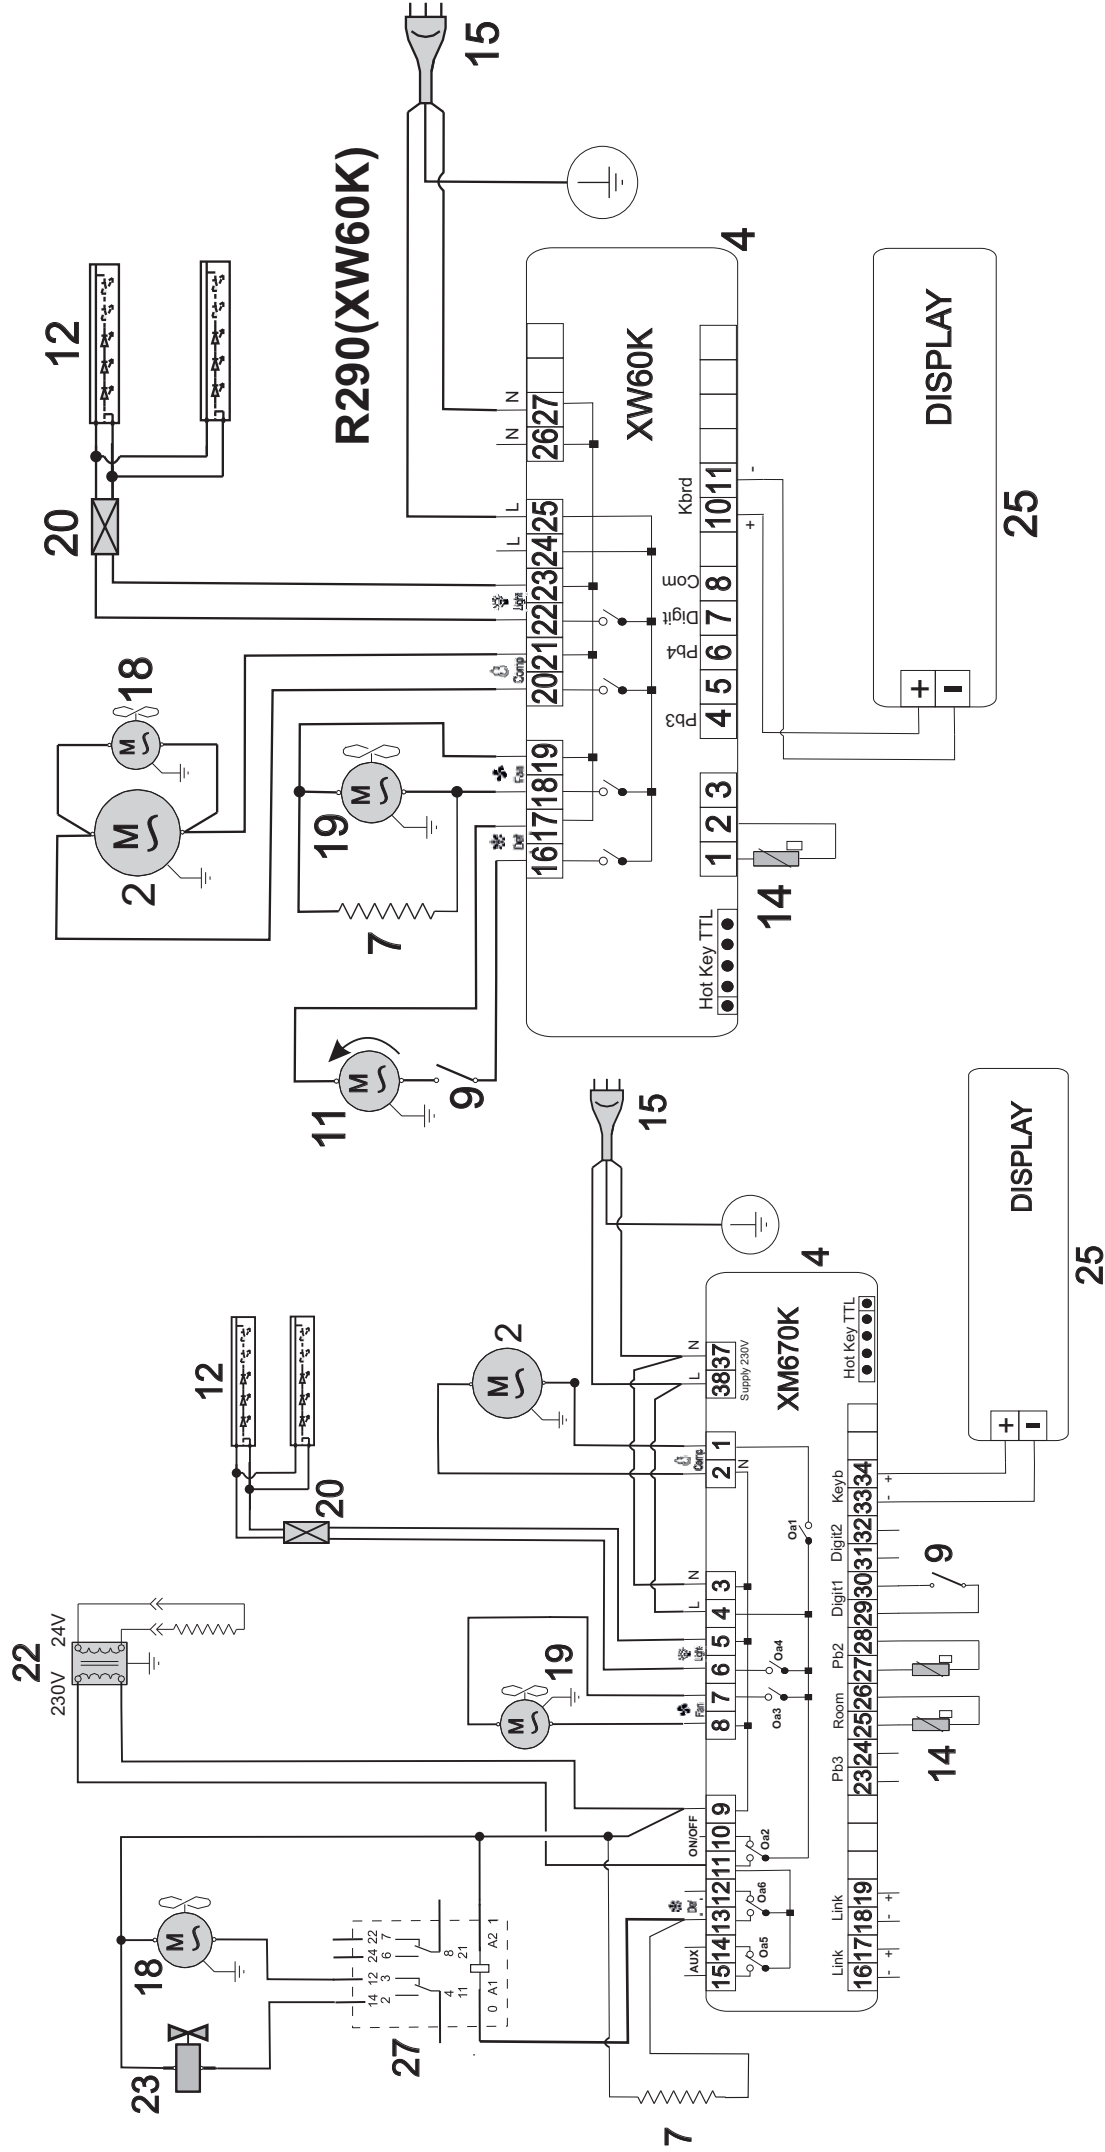 R290(XW60K)
15
12
20
18
M
2
M
19
M
7
11
M
9
16 17 18 19 20 21 22 23 24 25 26 27
Def
Fan
Comp
Light
L
L
N
N
XW60K
4
Hot Key TTL
1 2 3 4 5 6 7 8 10 11
Pb3
Pb4
Digit
Com
Kbrd
+
-
14
+
-
DISPLAY
25
15
12
20
2
M
22
230V 24V
19
M
18
M
23
27
14 12 24 22
2 3 6 7
4 8
11 21
0 A1 A2 1
7
15 14 13 12 11 10 9 8 7 6 5 4 3 2 1 38 37
AUX
Def
ON/OFF
Fan
Light
L
N
Comp
N
L
N
Supply 230V
Oa5
Oa6
Oa2
Oa3
Oa4
Oa1
XM670K
4
Hot Key TTL
16 17 18 19 23 24 25 26 27 28 29 30 31 32 33 34
Link
Link
Pb3
Room
Pb2
Digit1
Digit2
Keyb
- + - +
- +
14
9
+
-
DISPLAY
25